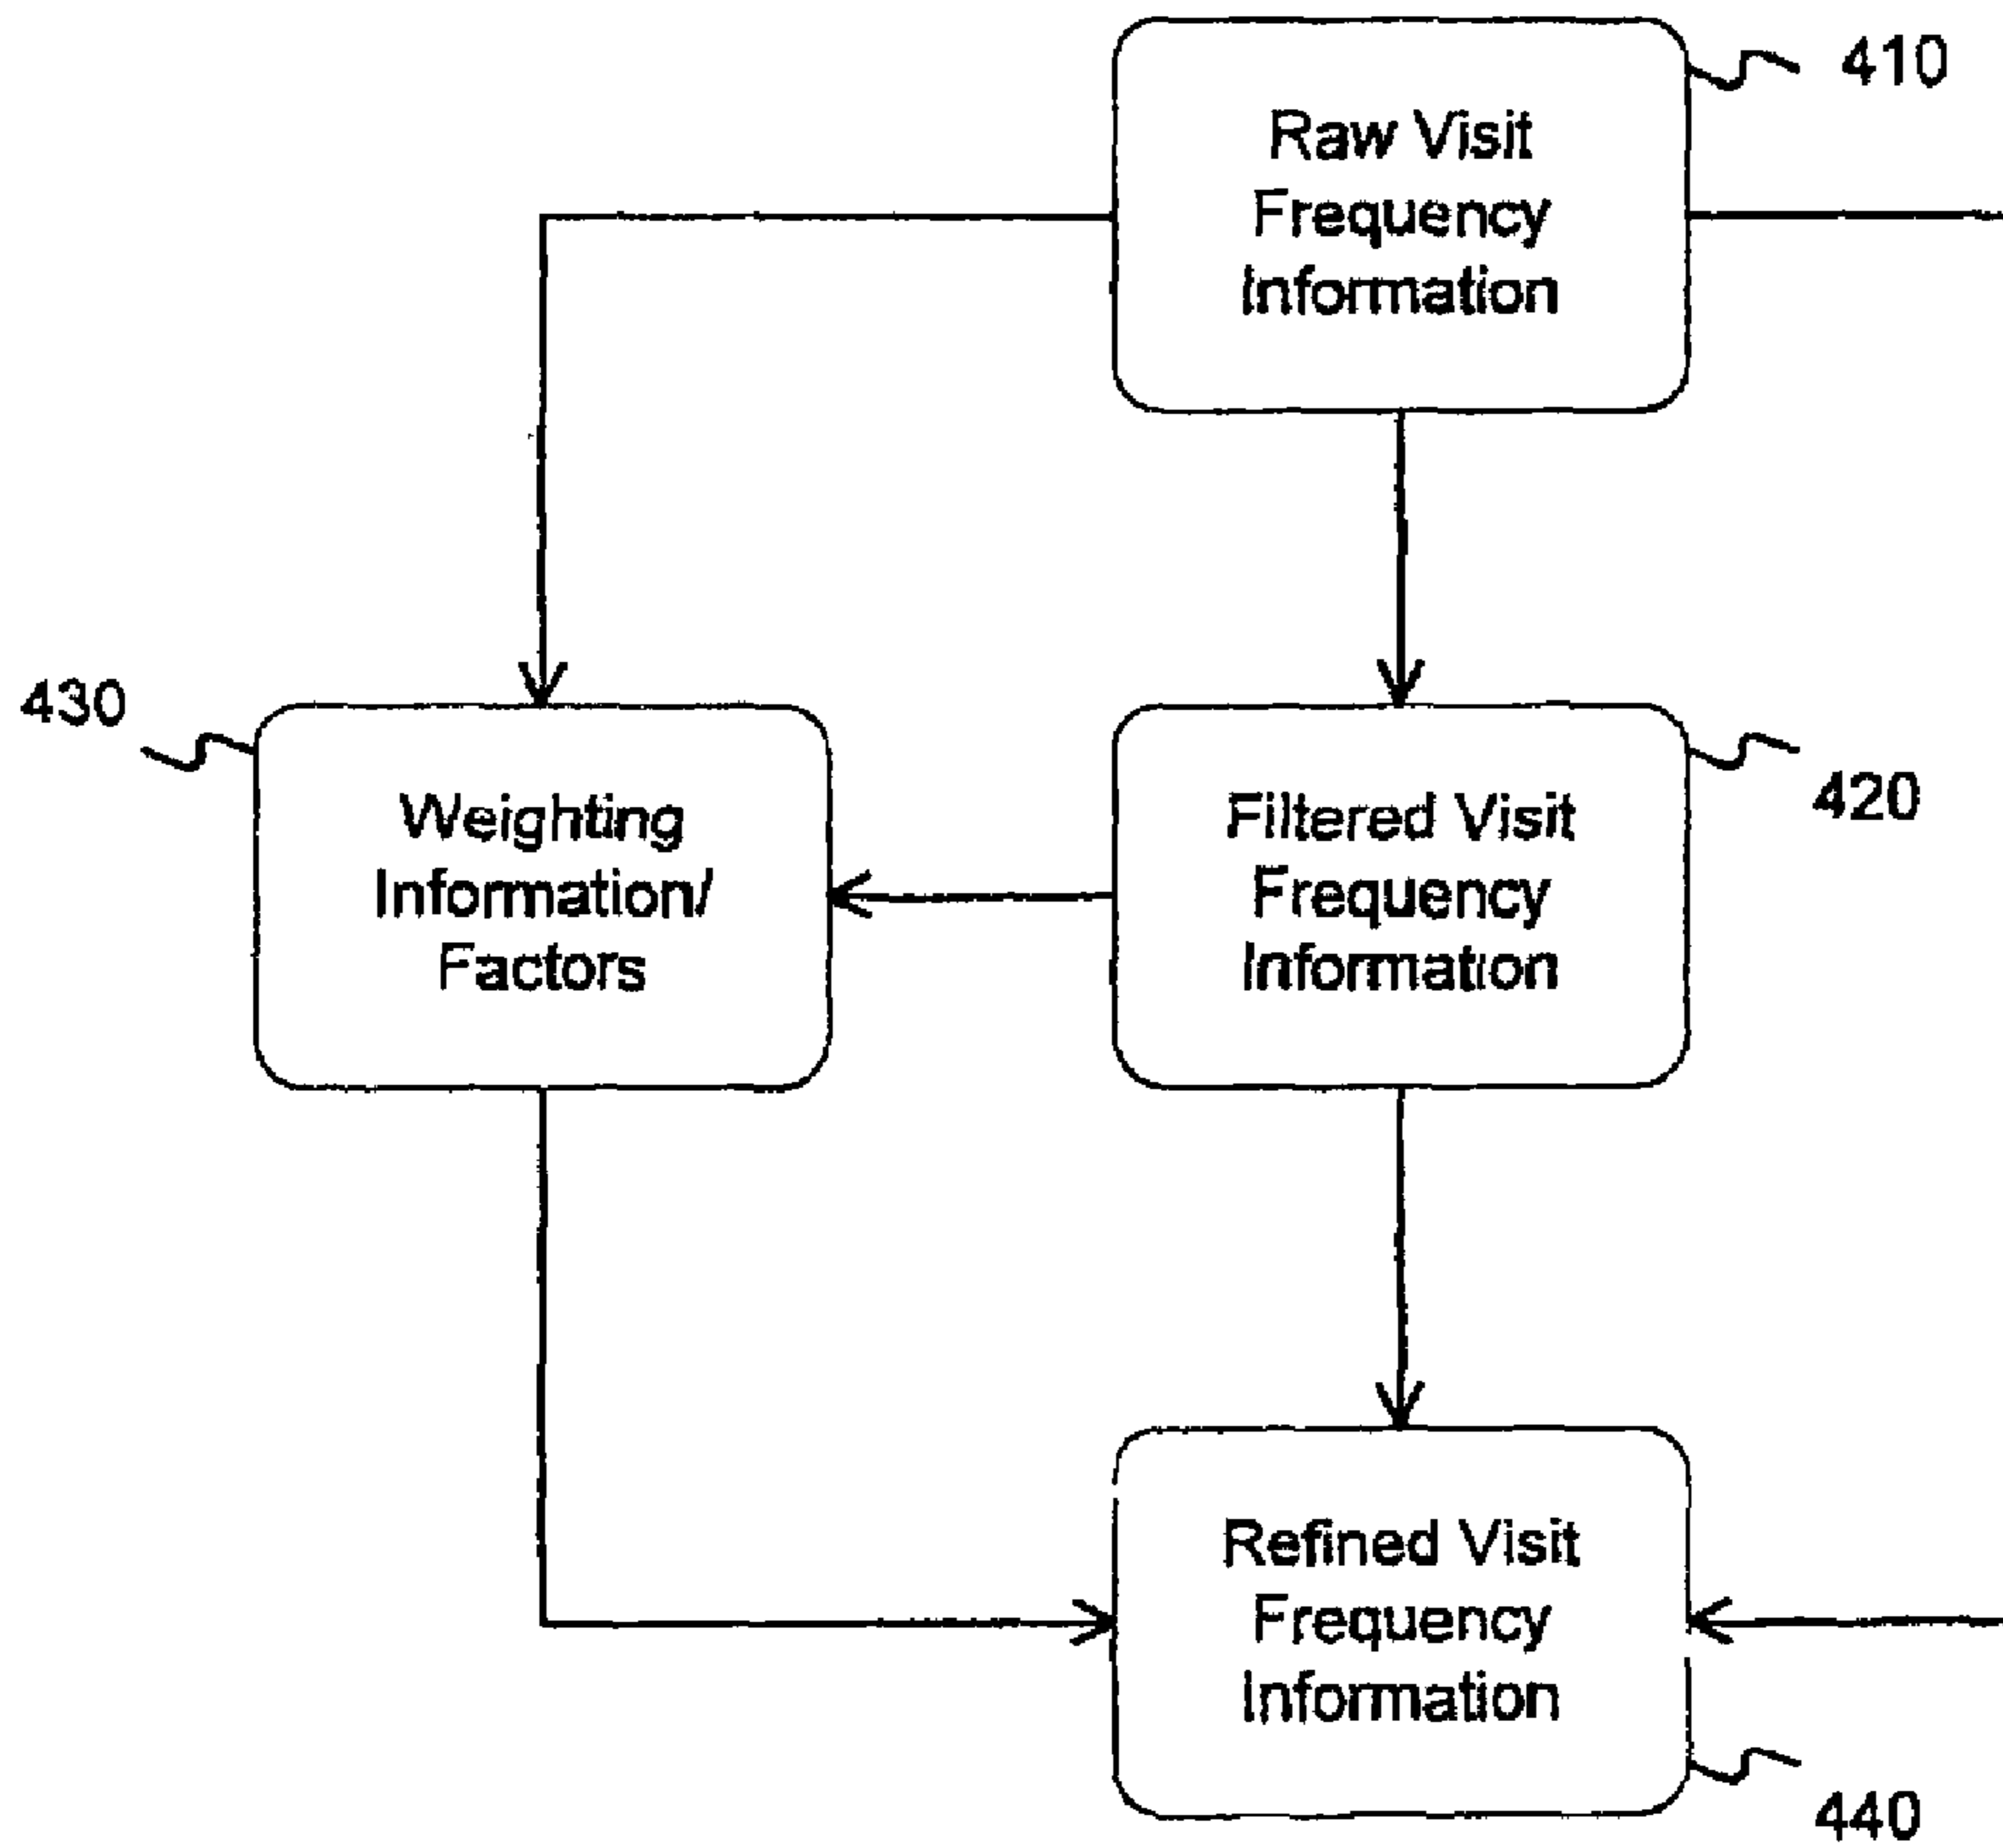 410
Raw Visit
Frequency
Information
430
Weighting
Information/
Factors
420
Filtered Visit
Frequency
Information
Refined Visit
Frequency
Information
440